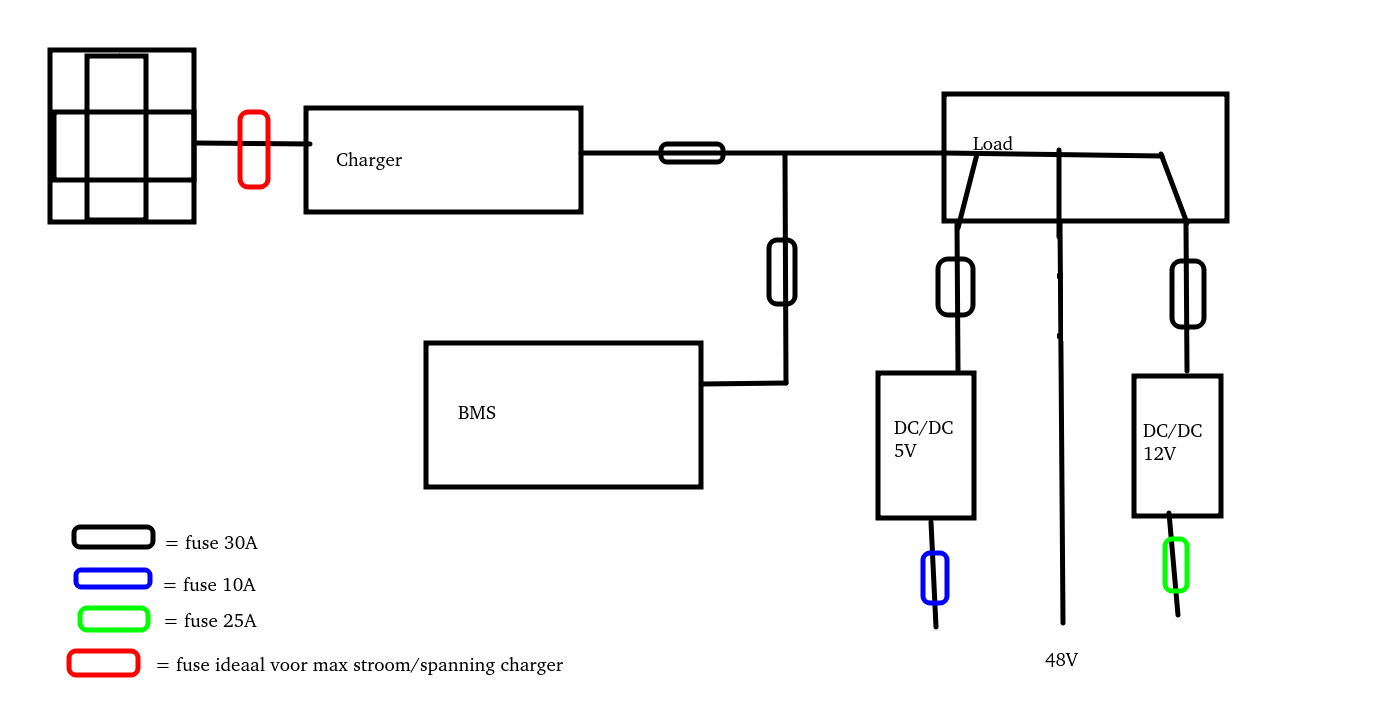 Charger
Load
BMS
DC/DC
5V
DC/DC
12V
= fuse 30A
= fuse 10A
= fuse 25A
= fuse ideaal voor max stroom/spanning charger
48V